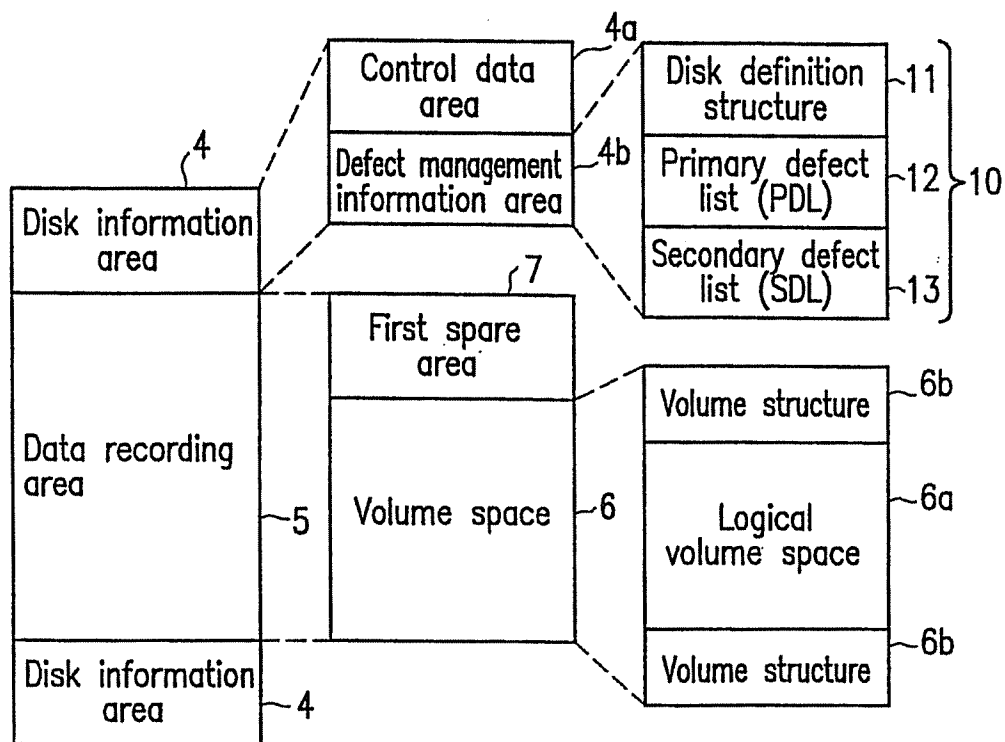 4
Disk information
area
Data recording
area
5
Disk information
area
4
4a
Control data
area
Defect management
information area
4b
7
First spare
area
Volume space
6
Disk definition
structure
11
Primary defect
list (PDL)
12
Secondary defect
list (SDL)
13
10
Volume structure
6b
Logical
volume space
6a
Volume structure
6b